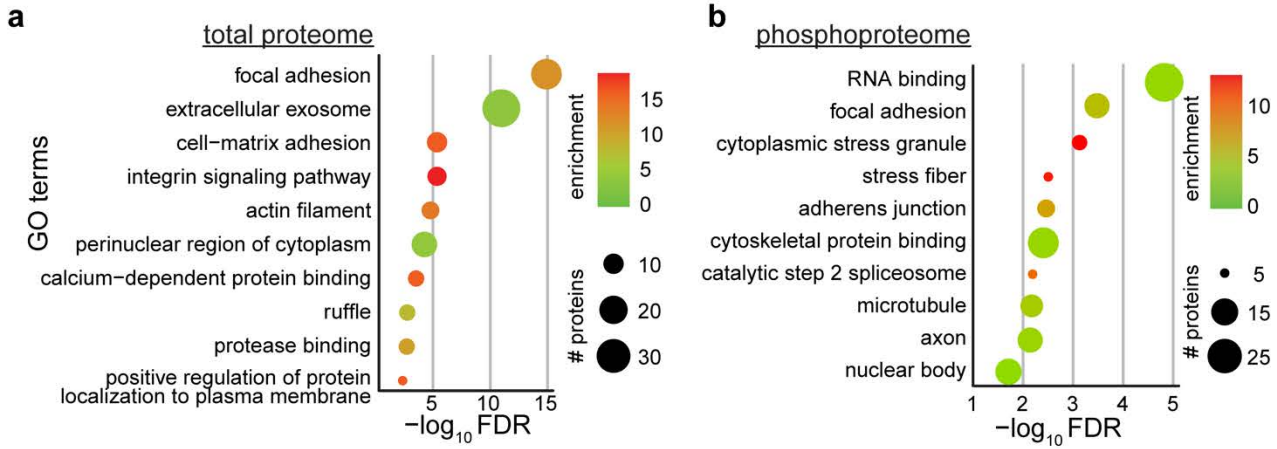 a
total proteome
GO terms
focal adhesion
extracellular exosome
cell−matrix adhesion
integrin signaling pathway
actin filament
perinuclear region of cytoplasm
calcium−dependent protein binding
ruffle
protease binding
positive regulation of protein
localization to plasma membrane
5
10
15
−log10 FDR
enrichment
15
10
5
0
# proteins
10
20
30
b
phosphoproteome
RNA binding
focal adhesion
cytoplasmic stress granule
stress fiber
adherens junction
cytoskeletal protein binding
catalytic step 2 spliceosome
microtubule
axon
nuclear body
1
2
3
4
5
−log10 FDR
enrichment
10
5
0
# proteins
5
15
25